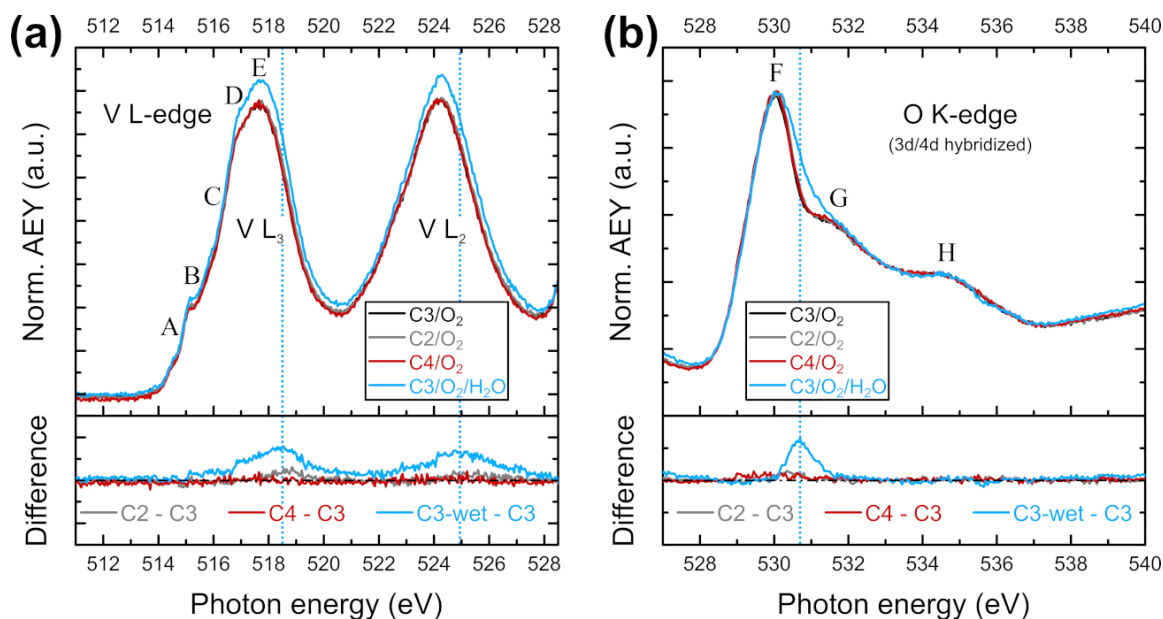 (a)
512 514 516 518 520 522 524 526 528
Norm. AEY (a.u.)
V L-edge
A
B
C
D
E
V L3
V L2
C3/O2
C2/O2
C4/O2
C3/O2/H2O
Difference
C2 - C3 C4 - C3 C3-wet - C3
512 514 516 518 520 522 524 526 528
Photon energy (eV)
(b)
528 530 532 534 536 538 540
Norm. AEY (a.u.)
F
O K-edge
(3d/4d hybridized)
G
H
C3/O2
C2/O2
C4/O2
C3/O2/H2O
Difference
C2 - C3 C4 - C3 C3-wet - C3
528 530 532 534 536 538 540
Photon energy (eV)